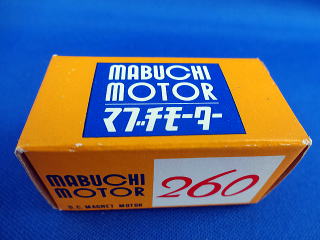 MABUCHI
MOTOR
マブチモーター
MABUCHI
MOTOR
D.C. MAGNET MOTOR
260